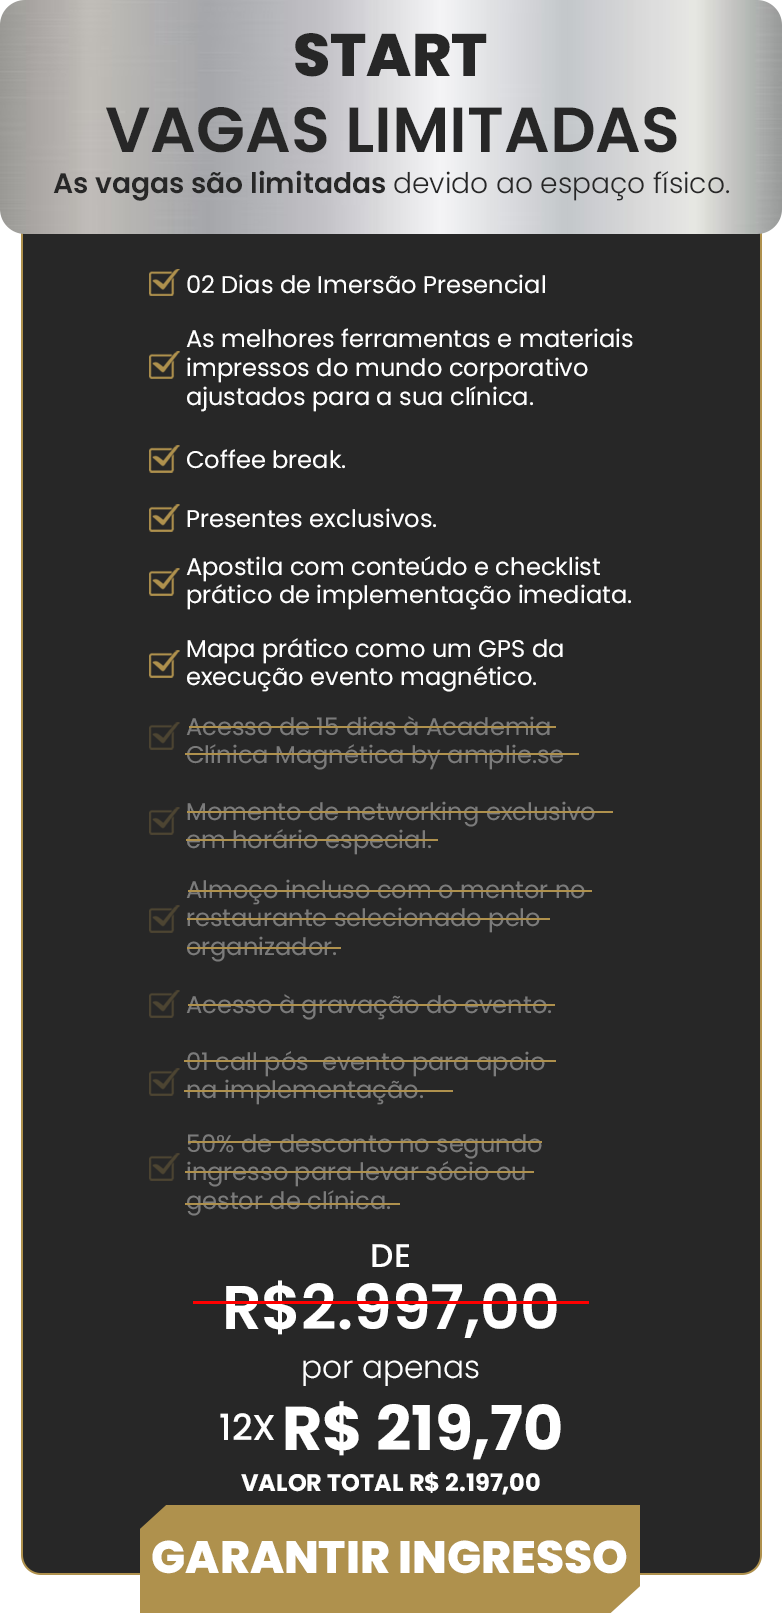 START
VAGAS LIMITADAS
As vagas são limitadas devido ao espaço físico.
02 Dias de Imersão Presencial
As melhores ferramentas e materiais
impressos do mundo corporativo
ajustados para a sua clínica.
Coffee break.
Presentes exclusivos.
Apostila com conteúdo e checklist
prático de implementação imediata.
Mapa prático como um GPS da
execução evento magnético.
Acesso de 15 dias à Academia
Clínica Magnética by amplie.se
Momento de networking exclusivo
em horário especial.
Almoço incluso com o mentor no
restaurante selecionado pelo
organizador.
Acesso à gravação do evento.
01 call pós evento para apoio
na implementação.
50% de desconto no segundo
ingresso para levar sócio ou
gestor de clínica.
DE
R$2.997,00
por apenas
12X R$ 219,70
VALOR TOTAL R$ 2.197,00
GARANTIR INGRESSO